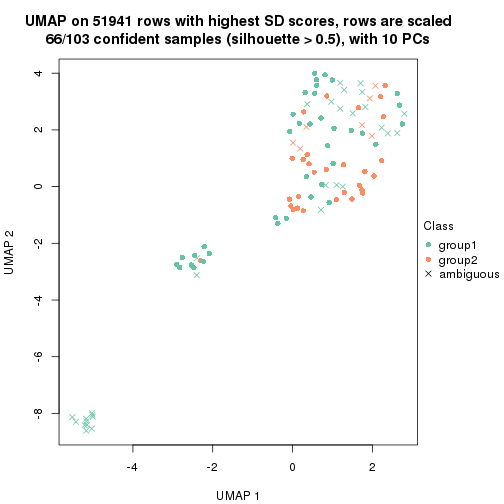 UMAP on 51941 rows with highest SD scores, rows are scaled
66/103 confident samples (silhouette > 0.5), with 10 PCs
4
2
0
-2
-4
-6
-8
UMAP 2
Class
group1
group2
ambiguous
-4
-2
0
2
UMAP 1